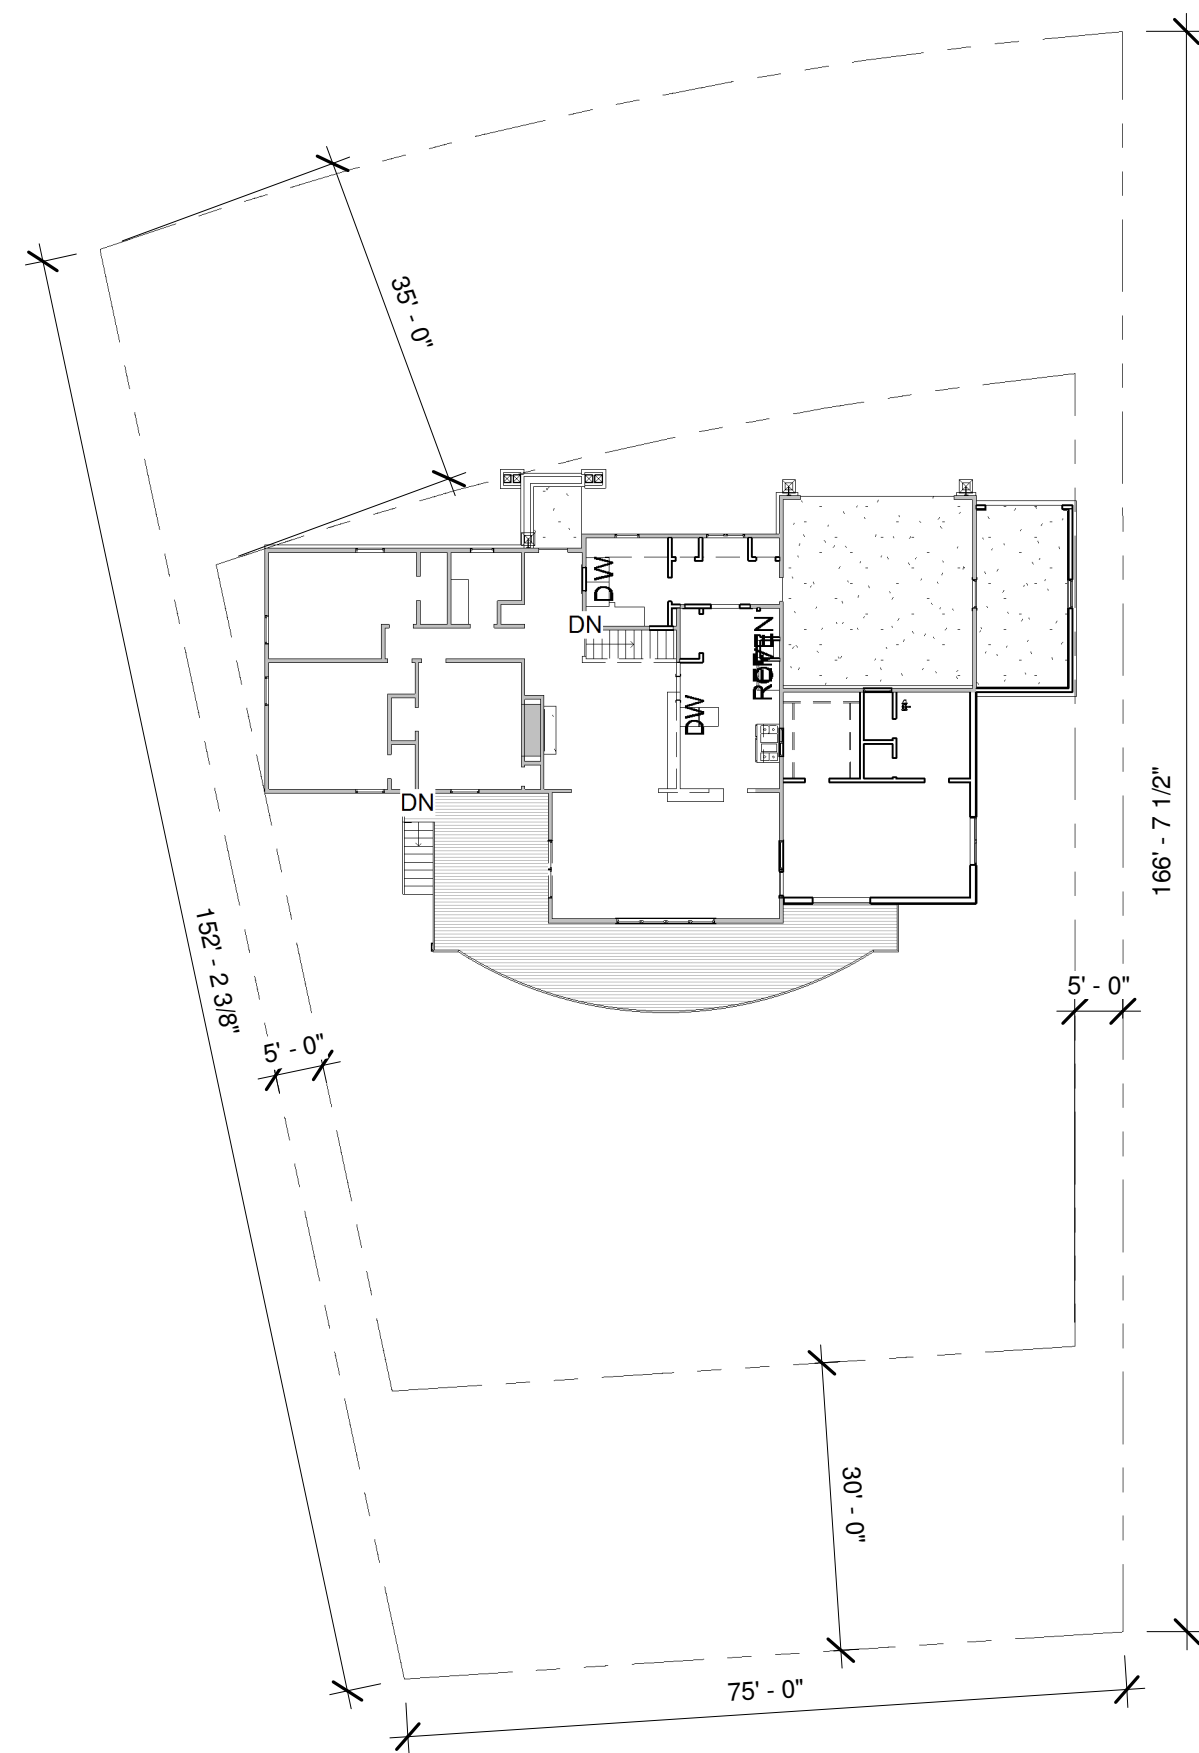 35' - 0"
DW
DN
DW
DN
166' - 7 1/2"
152' - 2 3/8"
5' - 0"
5' - 0"
30' - 0"
75' - 0"